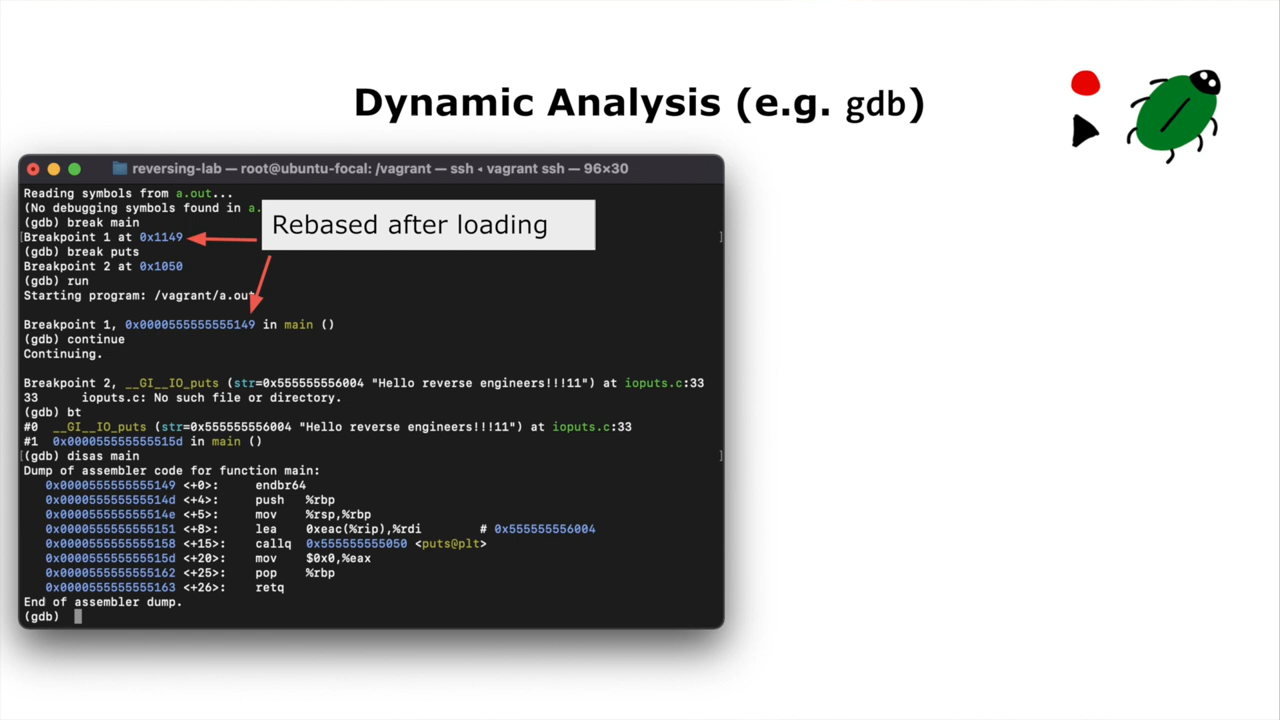 Dynamic Analysis (e.g. gdb)
reversing-lab — root@ubuntu-focal: /vagrant — ssh ◂ vagrant ssh — 96×30
Reading symbols from a.out...
(No debugging symbols found in a.
(gdb) break main
[Breakpoint 1 at 0x1149 ]
Rebased after loading
(gdb) break puts
Breakpoint 2 at 0x1050
(gdb) run
Starting program: /vagrant/a.out
Breakpoint 1, 0x0000555555555149 in main ()
(gdb) continue
Continuing.
Breakpoint 2, __GI__IO_puts (str=0x555555556004 "Hello reverse engineers!!!11") at ioputs.c:33
33      ioputs.c: No such file or directory.
(gdb) bt
#0  __GI__IO_puts (str=0x555555556004 "Hello reverse engineers!!!11") at ioputs.c:33
#1  0x000055555555515d in main ()
[(gdb) disas main ]
Dump of assembler code for function main:
0x0000555555555149 <+0>:    endbr64
0x000055555555514d <+4>:    push   %rbp
0x000055555555514e <+5>:    mov    %rsp,%rbp
0x0000555555555151 <+8>:    lea    0xeac(%rip),%rdi        # 0x555555556004
0x0000555555555158 <+15>:   callq  0x555555555050 <puts@plt>
0x000055555555515d <+20>:   mov    $0x0,%eax
0x0000555555555162 <+25>:   pop    %rbp
0x0000555555555163 <+26>:   retq
End of assembler dump.
(gdb)